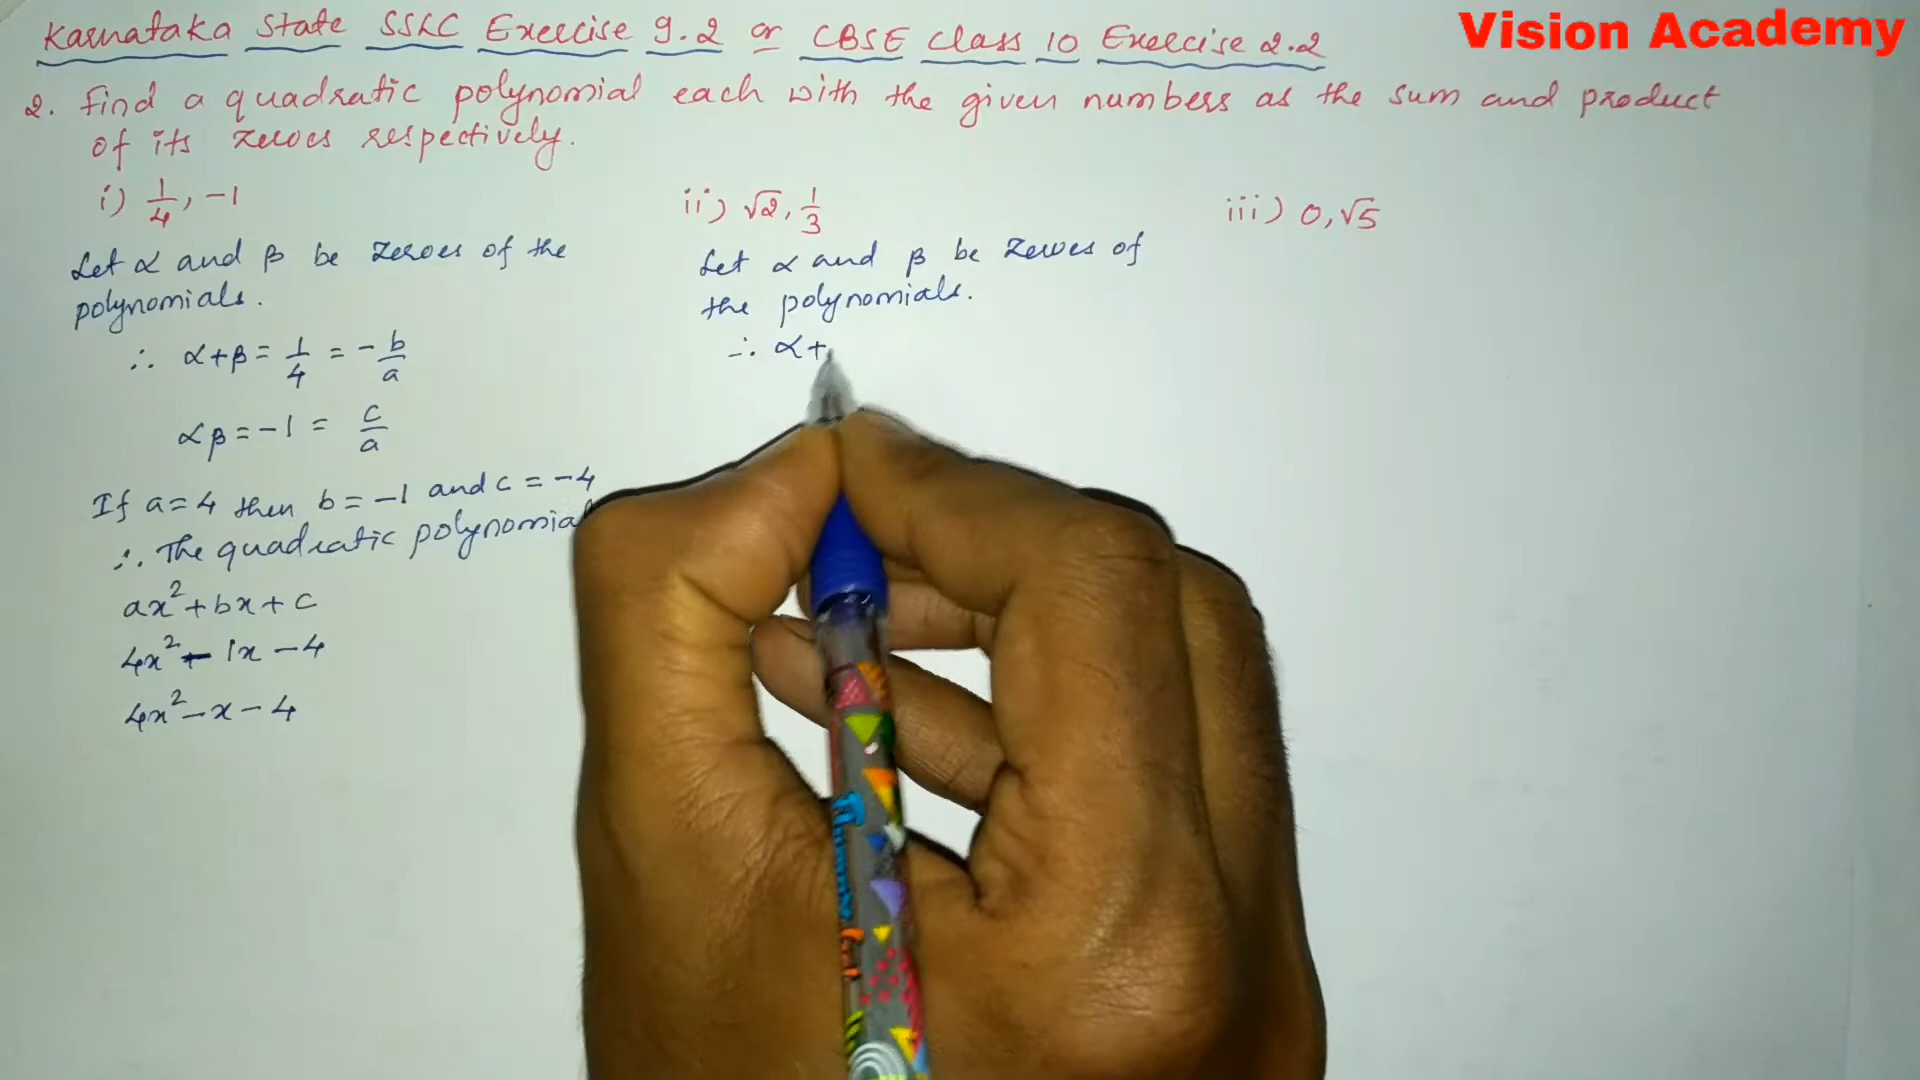 Karnataka State SSLC Exercise 9.2 or CBSE Class 10 Exercise 2.2
Vision Academy
2. Find a quadratic polynomial each with the given numbers as the sum and product
of its zeroes respectively.
i) 1/4, -1
Let α and β be zeroes of the
polynomials.
∴ α+β = 1/4 = -b/a
αβ = -1 = c/a
If a=4 then b=-1 and c=-4
∴ The quadratic polynomial
ax²+bx+c
4x² - 1x - 4
4x² - x - 4
ii) √2, 1/3
Let α and β be zeroes of
the polynomials.
∴ α+
iii) 0, √5